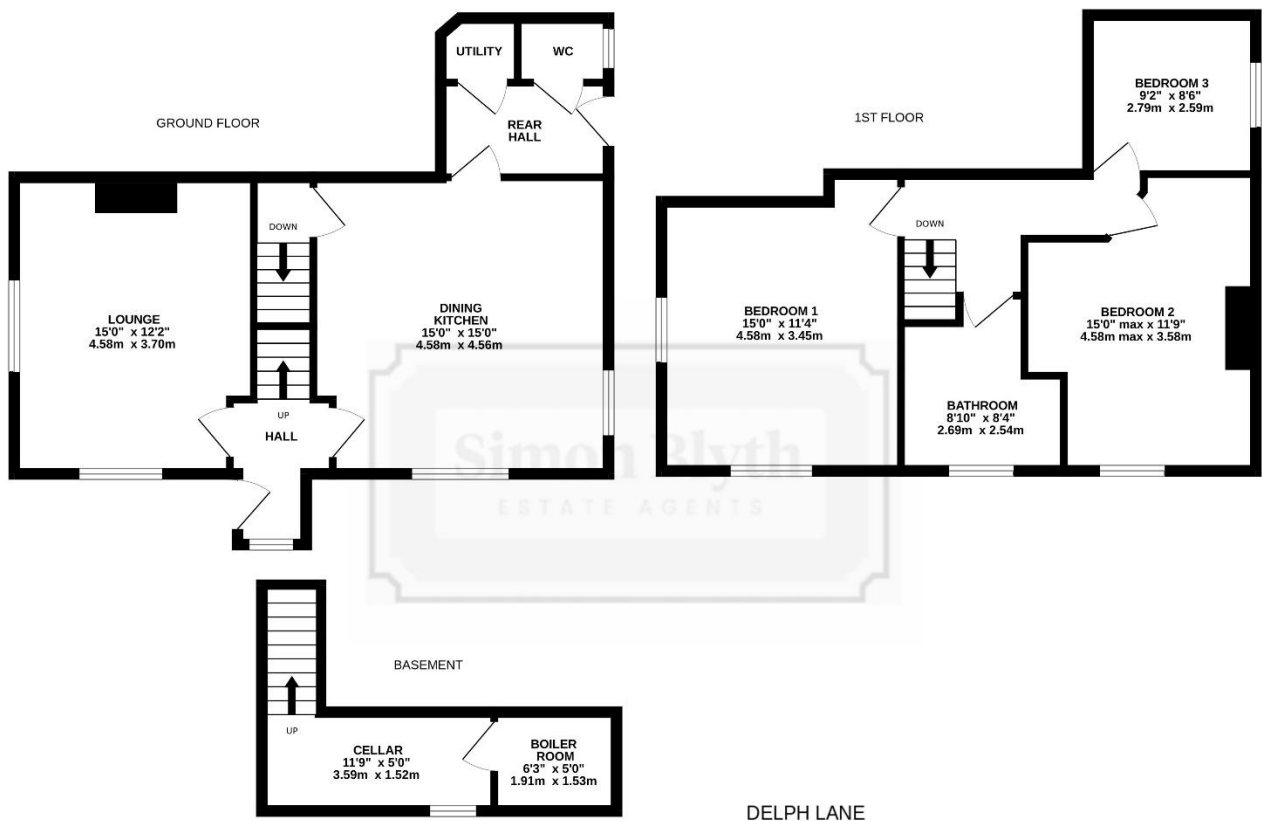 GROUND FLOOR
UTILITY
WC
REAR
HALL
DOWN
LOUNGE
15'0" x 12'2"
4.58m x 3.70m
DINING
KITCHEN
15'0" x 15'0"
4.58m x 4.56m
UP
HALL
1ST FLOOR
BEDROOM 3
9'2" x 8'6"
2.79m x 2.59m
DOWN
BEDROOM 1
15'0" x 11'4"
4.58m x 3.45m
BEDROOM 2
15'0" max x 11'9"
4.58m max x 3.58m
BATHROOM
8'10" x 8'4"
2.69m x 2.54m
Simon Blyth
ESTATE AGENTS
BASEMENT
UP
CELLAR
11'9" x 5'0"
3.59m x 1.52m
BOILER
ROOM
6'3" x 5'0"
1.91m x 1.53m
DELPH LANE